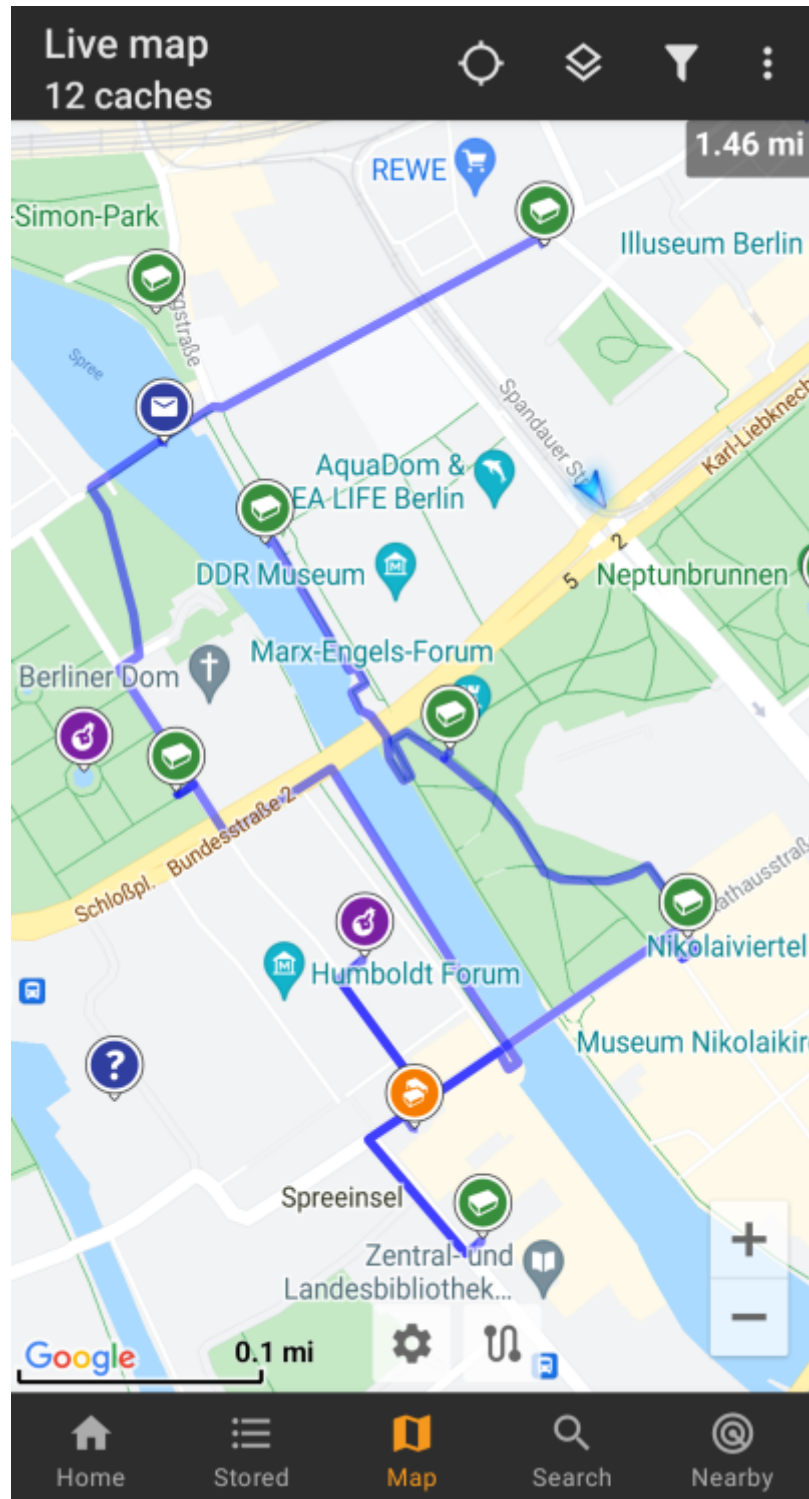 Live map
12 caches
1.46 mi
REWE
-Simon-Park
Illuseum Berlin
Spree
Spandauer Str
Karl-Liebknech
AquaDom &
EA LIFE Berlin
2
5
DDR Museum
Neptunbrunnen
Marx-Engels-Forum
Berliner Dom
Schloßpl.
Bundesstraße 2
athausstraß
Nikolaiviertel
Humboldt Forum
Museum Nikolaikir
?
Spreeinsel
Zentral- und
Landesbibliothek...
+
−
Google
0.1 mi
Home
Stored
Map
Search
Nearby